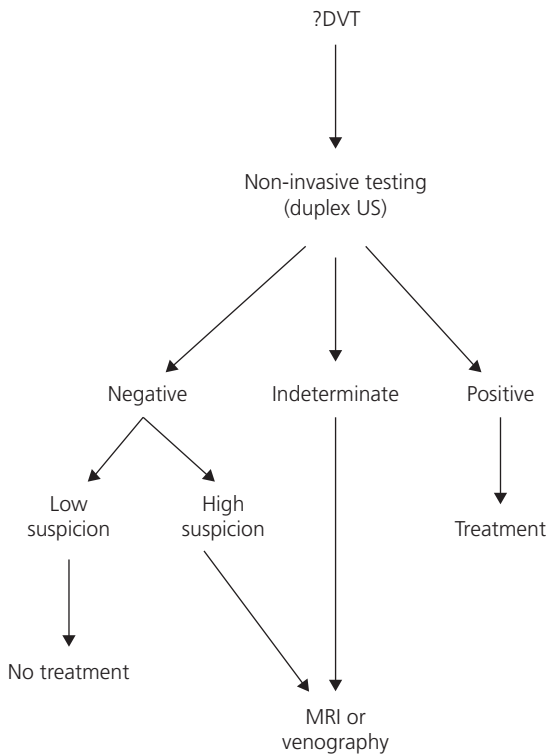 ?DVT
Non-invasive testing
(duplex US)
Negative
Indeterminate
Positive
Low
suspicion
High
suspicion
Treatment
No treatment
MRI or
venography